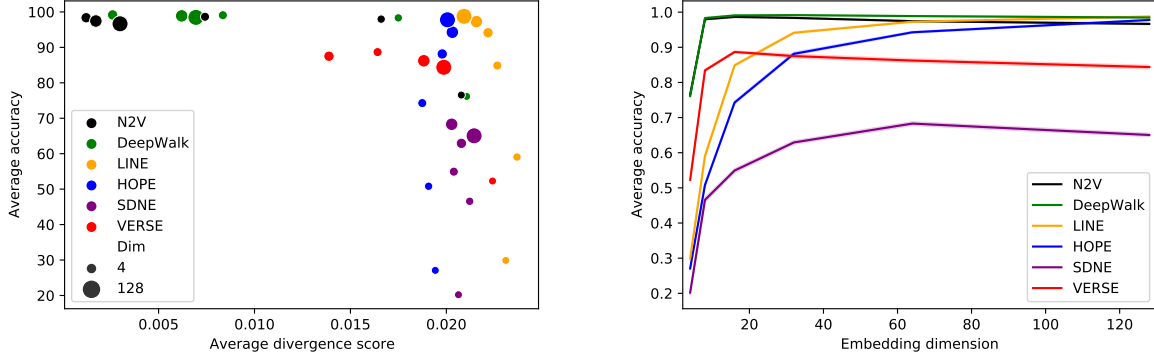 100
90
80
70
60
50
40
30
20
Average accuracy
N2V
DeepWalk
LINE
HOPE
SDNE
VERSE
Dim
4
128
0.005
0.010
0.015
0.020
Average divergence score
1.0
0.9
0.8
0.7
0.6
0.5
0.4
0.3
0.2
Average accuracy
N2V
DeepWalk
LINE
HOPE
SDNE
VERSE
20
40
60
80
100
120
Embedding dimension